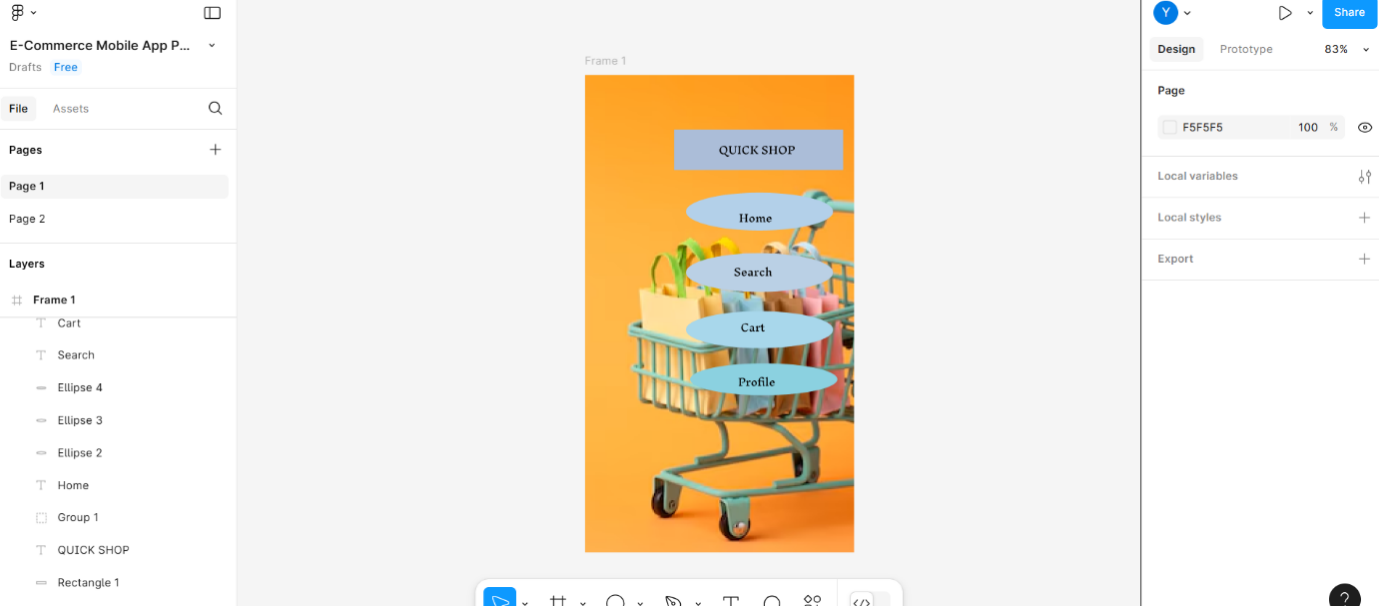 E-Commerce Mobile App P...
Drafts Free
File Assets
Pages
Page 1
Page 2
Layers
Frame 1
Cart
Search
Ellipse 4
Ellipse 3
Ellipse 2
Home
Group 1
QUICK SHOP
Rectangle 1
Frame 1
QUICK SHOP
Home
Search
Cart
Profile
Y
Share
Design Prototype 83%
Page
F5F5F5 100 %
Local variables
Local styles
Export
?